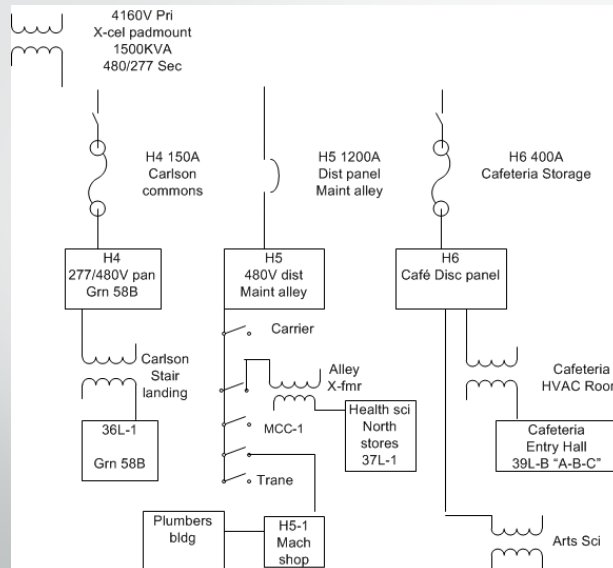 4160V Pri
X-cel padmount
1500KVA
480/277 Sec
H4 150A
Carlson
commons
H5 1200A
Dist panel
Maint alley
H6 400A
Cafeteria Storage
H4
277/480V pan
Grn 58B
H5
480V dist
Maint alley
H6
Café Disc panel
Carrier
Carlson
Stair
landing
Alley
X-fmr
Cafeteria
HVAC Room
36L-1
Grn 58B
MCC-1
Health sci
North
stores
37L-1
Cafeteria
Entry Hall
39L-B “A-B-C”
Trane
Plumbers
bldg
H5-1
Mach
shop
Arts Sci